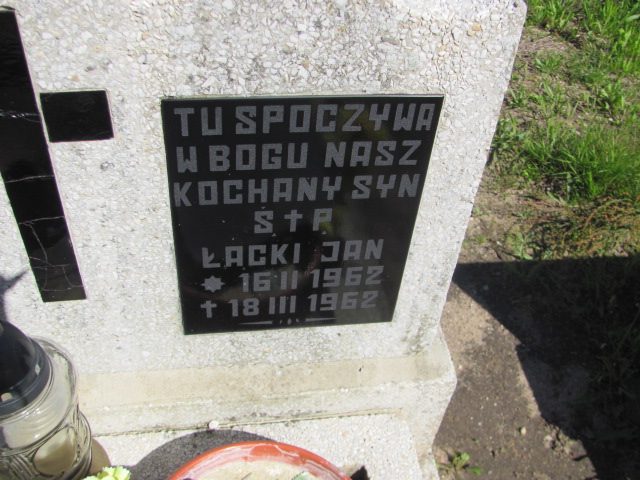 TU SPOCZYWA
W BOGU NASZ
KOCHANY SYN
S † P
ŁACKI JAN
* 16 II 1962
† 18 III 1962